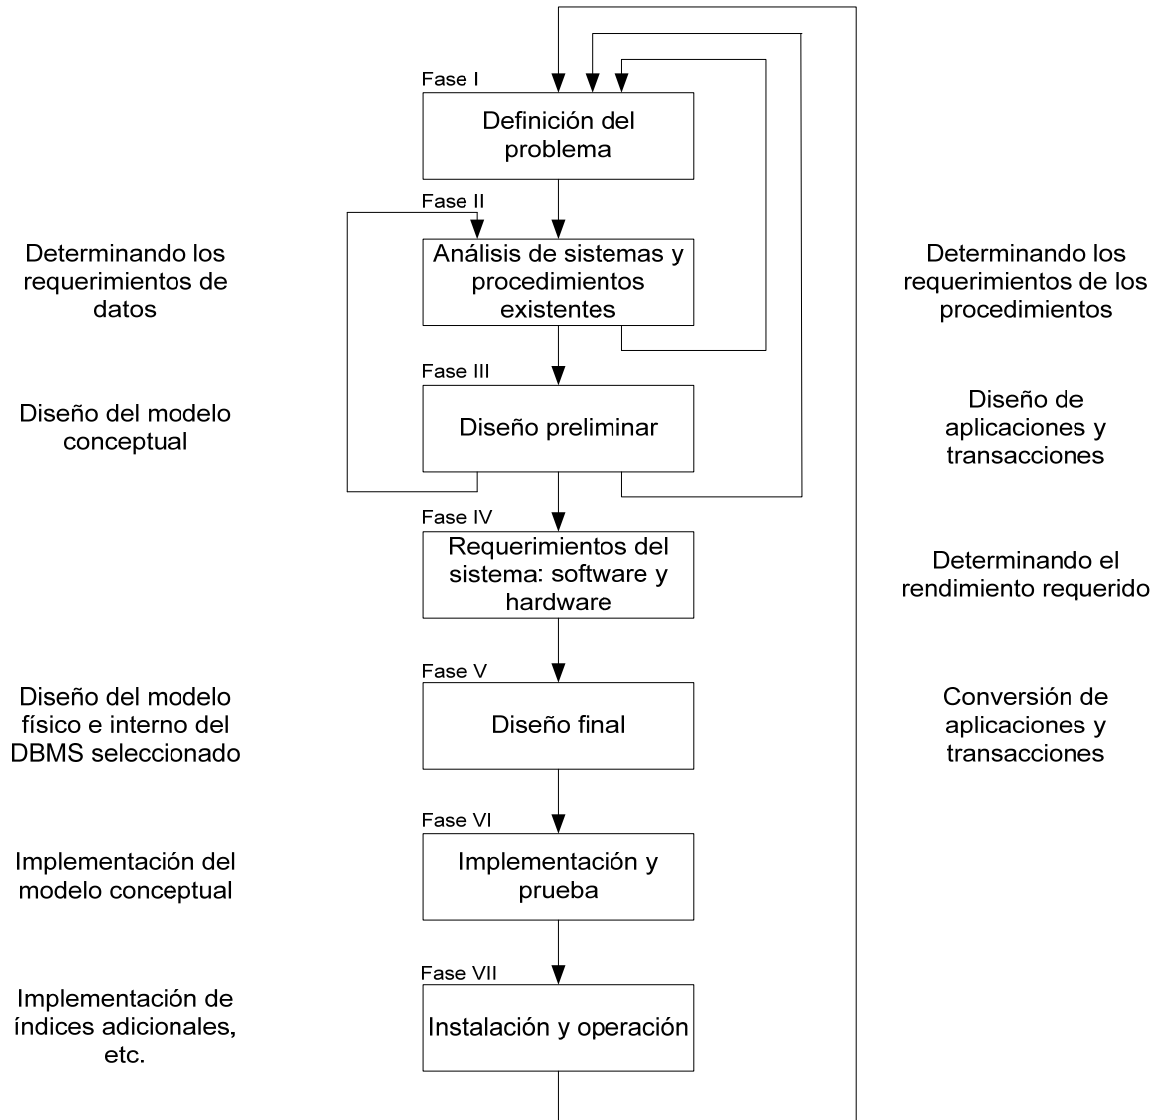 Fase I
Definición del
problema
Fase II
Determinando los
requerimientos de
datos
Análisis de sistemas y
procedimientos
existentes
Determinando los
requerimientos de los
procedimientos
Fase III
Diseño del modelo
conceptual
Diseño preliminar
Diseño de
aplicaciones y
transacciones
Fase IV
Requerimientos del
sistema: software y
hardware
Determinando el
rendimiento requerido
Fase V
Diseño del modelo
físico e interno del
DBMS seleccionado
Diseño final
Conversión de
aplicaciones y
transacciones
Fase VI
Implementación del
modelo conceptual
Implementación y
prueba
Fase VII
Implementación de
índices adicionales,
etc.
Instalación y operación